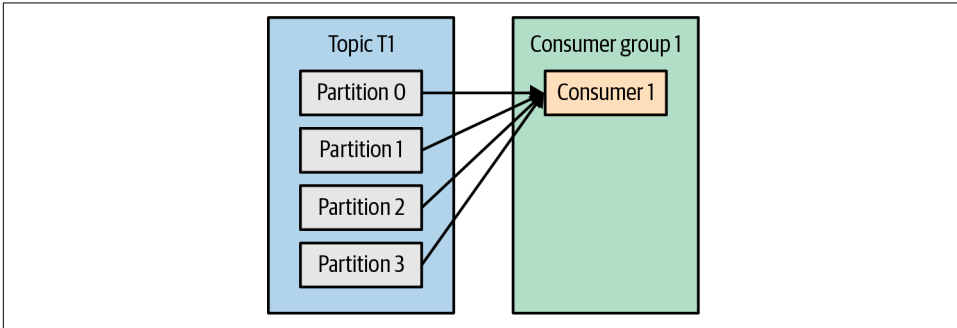 Topic T1
Partition 0
Partition 1
Partition 2
Partition 3
Consumer group 1
Consumer 1